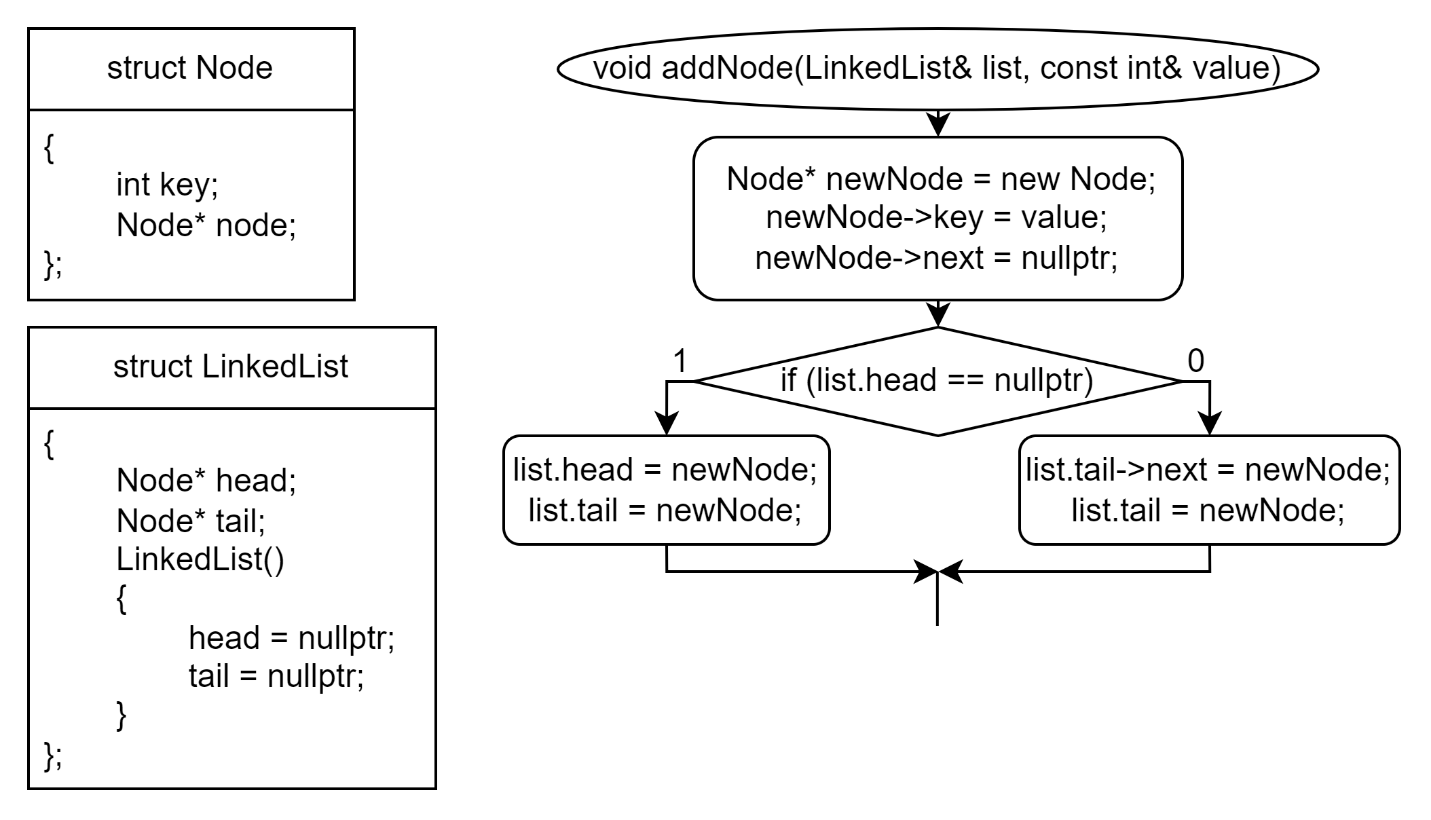 struct Node
{
int key;
Node* node;
};
struct LinkedList
{
Node* head;
Node* tail;
LinkedList()
{
head = nullptr;
tail = nullptr;
}
};
void addNode(LinkedList& list, const int& value)
Node* newNode = new Node;
newNode->key = value;
newNode->next = nullptr;
if (list.head == nullptr)
1
0
list.head = newNode;
list.tail = newNode;
list.tail->next = newNode;
list.tail = newNode;